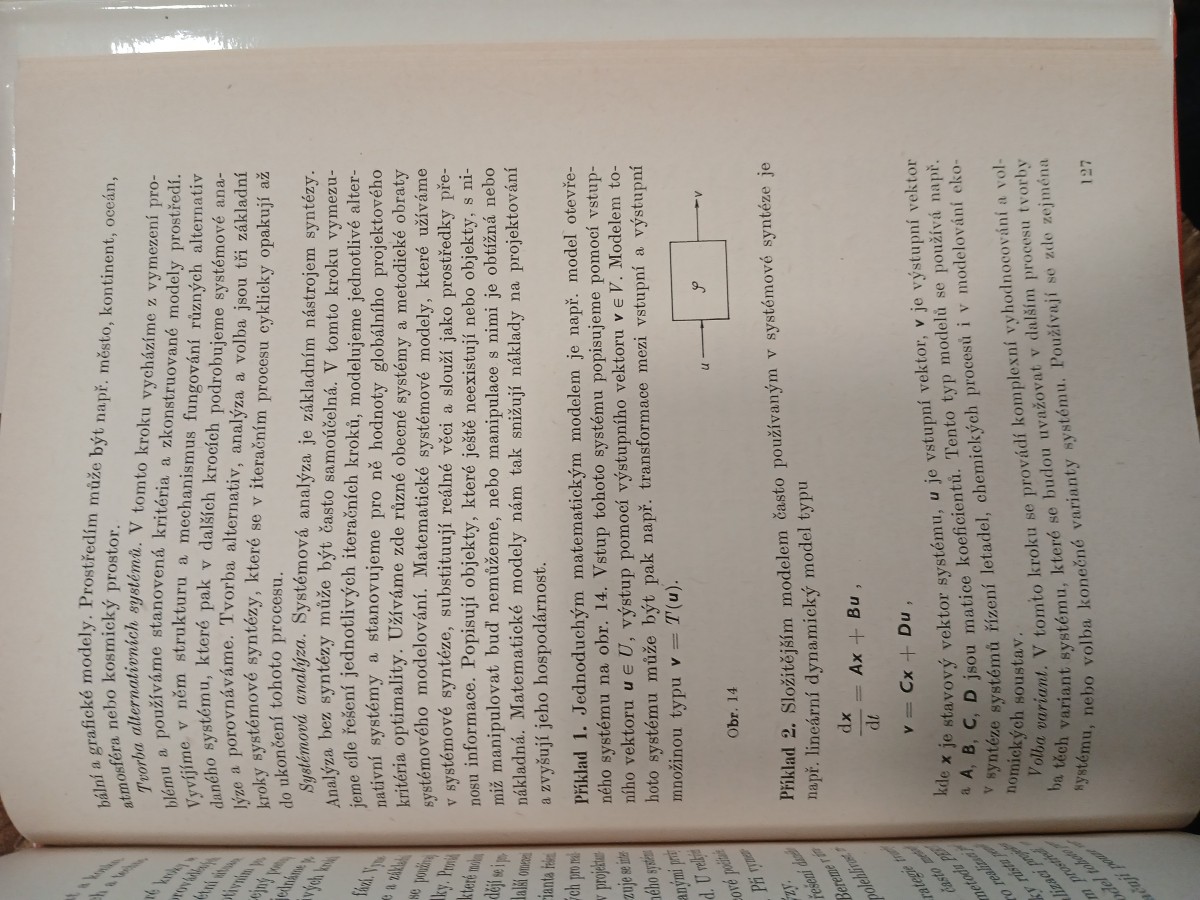 bální a grafické modely. Prostředím může být např. město, kontinent, oceán,
atmosféra nebo kosmický prostor.
Tvorba alternativních systémů. V tomto kroku vycházíme z vymezení pro-
blému a používáme stanovená kritéria a zkonstruované modely prostředí.
Vyvíjíme v něm strukturu a mechanismus fungování různých alternativ
daného systému, které pak v dalších krocích podrobujeme systémové ana-
lýze a porovnáváme. Tvorba alternativ, analýza a volba jsou tři základní
kroky systémové syntézy, které se v iteračním procesu cyklicky opakují až
do ukončení tohoto procesu.
Systémová analýza. Systémová analýza je základním nástrojem syntézy.
Analýza bez syntézy může být často samoúčelná. V tomto kroku vymezu-
jeme cíle řešení jednotlivých iteračních kroků, modelujeme jednotlivé alter-
nativní systémy a stanovujeme pro ně hodnoty globálního projektového
kritéria optimality. Užíváme zde různé obecné systémy a metodické obraty
systémového modelování. Matematické systémové modely, které užíváme
v systémové syntéze, substituují reálné věci a slouží jako prostředky pře-
nosu informace. Popisují objekty, které ještě neexistují nebo objekty, s ni-
miž manipulovat buď nemůžeme, nebo manipulace s nimi je obtížná nebo
nákladná. Matematické modely nám tak snižují náklady na projektování
a zvyšují jeho hospodárnost.
Příklad 1. Jednoduchým matematickým modelem je např. model otevře-
ného systému na obr. 14. Vstup tohoto systému popisujeme pomocí vstup-
ního vektoru u ∈ U, výstup pomocí výstupního vektoru v ∈ V. Modelem to-
hoto systému může být pak např. transformace mezi vstupní a výstupní
množinou typu v = T(u).
u 𝒮 v
Obr. 14
Příklad 2. Složitějším modelem často používaným v systémové syntéze je
např. lineární dynamický model typu
dx/dt = Ax + Bu ,
v = Cx + Du ,
kde x je stavový vektor systému, u je vstupní vektor, v je výstupní vektor
a A, B, C, D jsou matice koeficientů. Tento typ modelů se používá např.
v syntéze systémů řízení letadel, chemických procesů i v modelování eko-
nomických soustav.
Volba variant. V tomto kroku se provádí komplexní vyhodnocování a vol-
ba těch variant systému, které se budou uvažovat v dalším procesu tvorby
systému, nebo volba konečné varianty systému. Používají se zde zejména
127